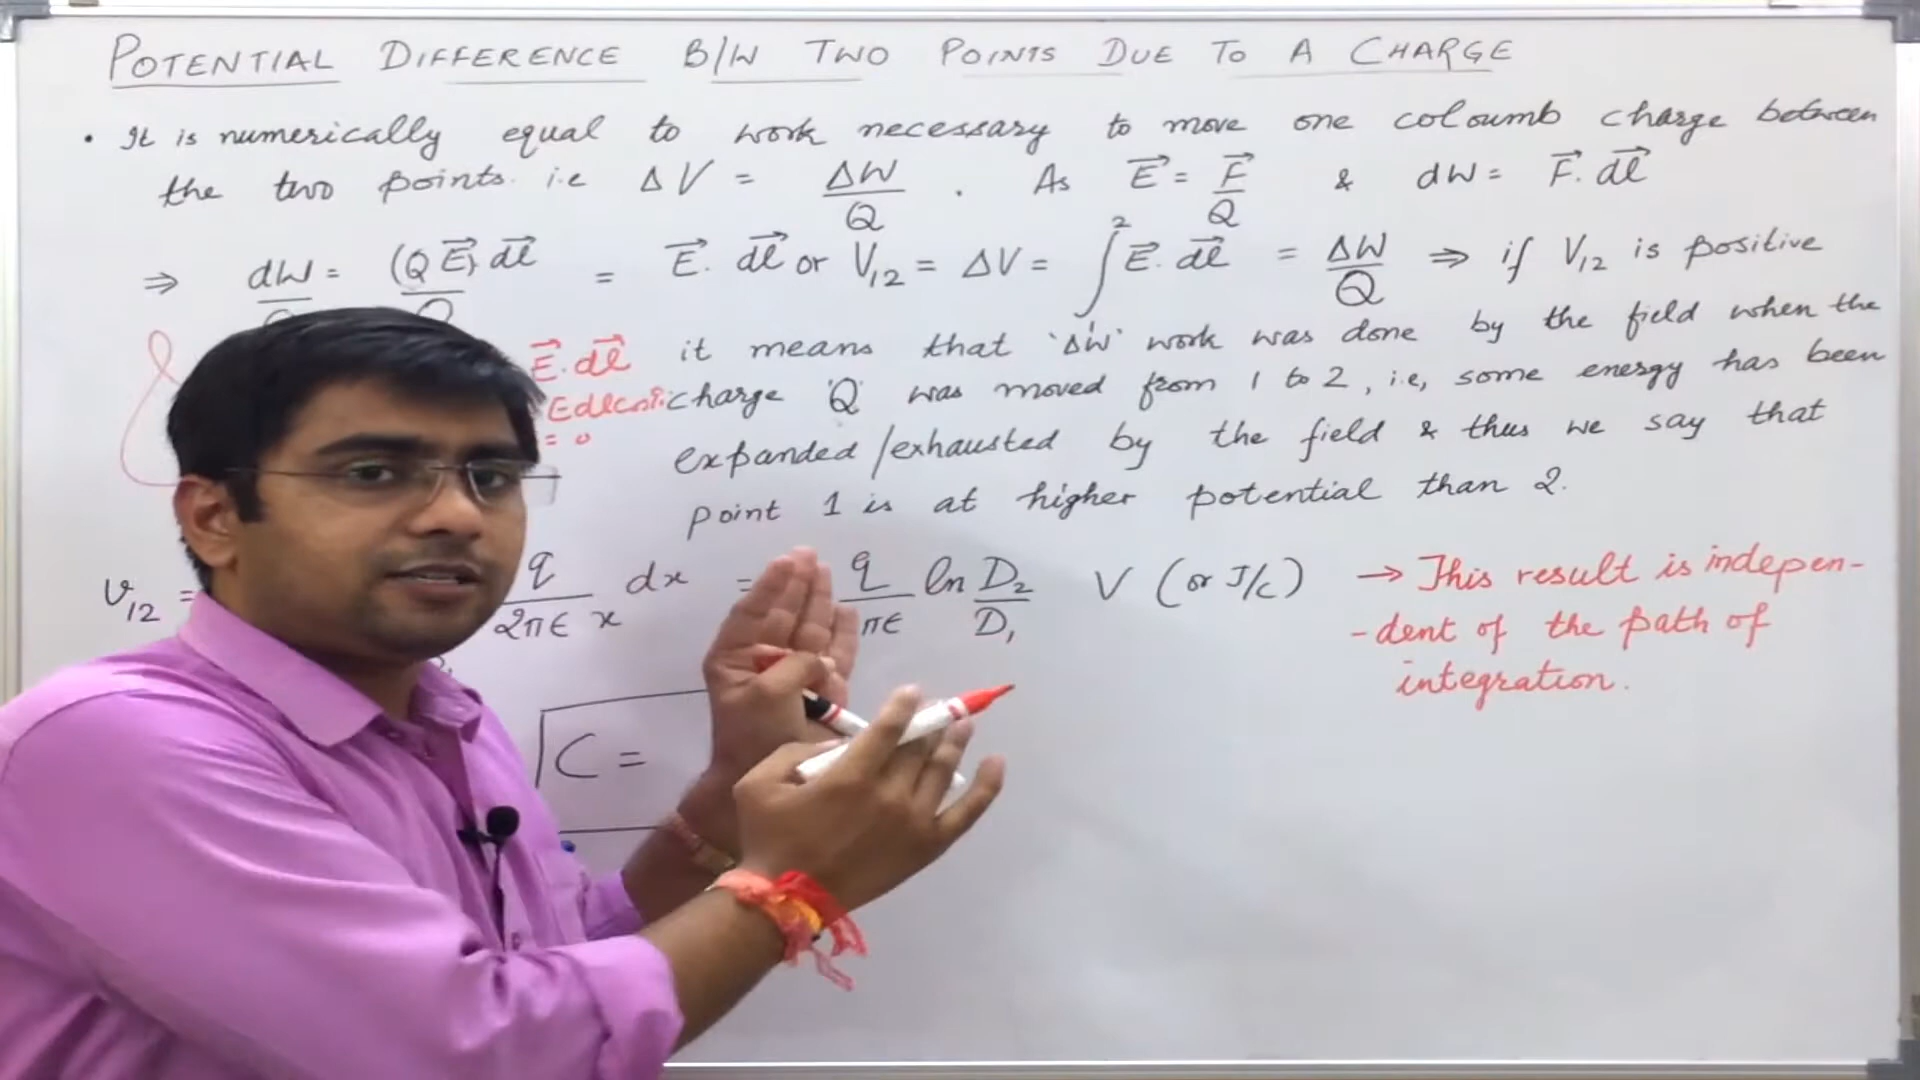 POTENTIAL DIFFERENCE B/W TWO POINTS DUE TO A CHARGE
• It is numerically equal to work necessary to move one coloumb charge between
the two points. i.e ΔV = ΔW/Q . As E⃗ = F⃗/Q & dW = F⃗. dl⃗
⇒ dW = (Q E⃗). dl⃗ = E⃗. dl⃗ or V₁₂ = ΔV = ∫₁² E⃗. dl⃗ = ΔW/Q ⇒ if V₁₂ is positive
E⃗. dl⃗ it means that 'ΔW' work was done by the field when the
charge 'Q' was moved from 1 to 2, i.e, some energy has been
= 0
expanded/exhausted by the field & thus we say that
point 1 is at higher potential than 2.
V₁₂ = q/2πϵ x dx = q/πϵ ln D₂/D₁ V (or J/C) → This result is indepen-
-dent of the path of
integration.
C =